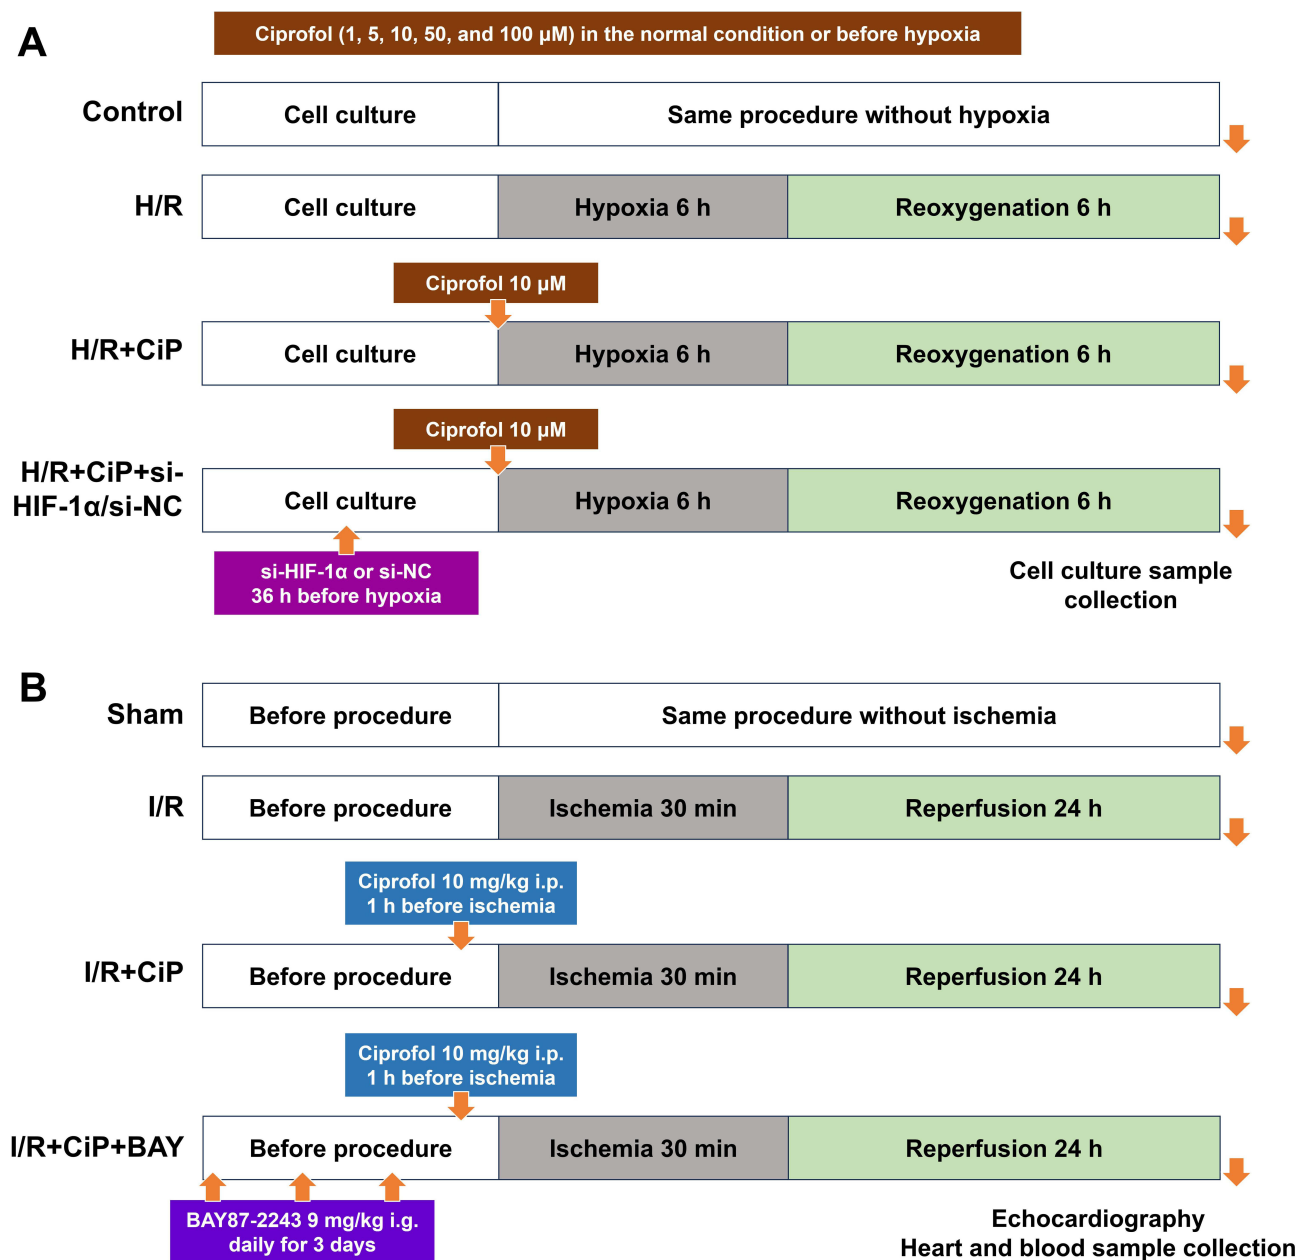 A
Ciprofol (1, 5, 10, 50, and 100 µM) in the normal condition or before hypoxia
Control
Cell culture
Same procedure without hypoxia
H/R
Cell culture
Hypoxia 6 h
Reoxygenation 6 h
Ciprofol 10 µM
H/R+CiP
Cell culture
Hypoxia 6 h
Reoxygenation 6 h
Ciprofol 10 µM
H/R+CiP+si-
HIF-1α/si-NC
Cell culture
Hypoxia 6 h
Reoxygenation 6 h
si-HIF-1α or si-NC
36 h before hypoxia
Cell culture sample
collection
B
Sham
Before procedure
Same procedure without ischemia
I/R
Before procedure
Ischemia 30 min
Reperfusion 24 h
Ciprofol 10 mg/kg i.p.
1 h before ischemia
I/R+CiP
Before procedure
Ischemia 30 min
Reperfusion 24 h
Ciprofol 10 mg/kg i.p.
1 h before ischemia
I/R+CiP+BAY
Before procedure
Ischemia 30 min
Reperfusion 24 h
BAY87-2243 9 mg/kg i.g.
daily for 3 days
Echocardiography
Heart and blood sample collection